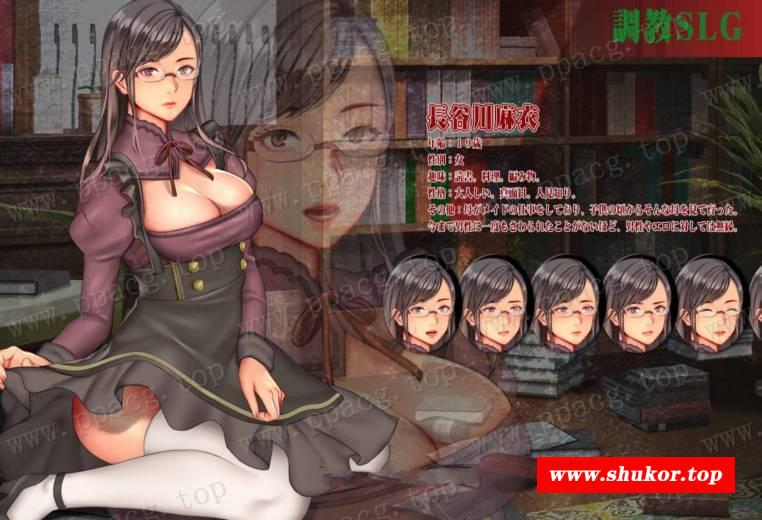 調教SLG
長谷川麻衣
年齢：19歳
性別：女
趣味：読書、料理、編み物。
性格：大人しい、真面目、人見知り。
その他：母がメイドの仕事をしており、子供の頃からそんな母を見て育った。
今まで男性に一度もさわられたことがないほど、男性やエロに対しては無縁。
www.ppacg.top
www.shukor.top